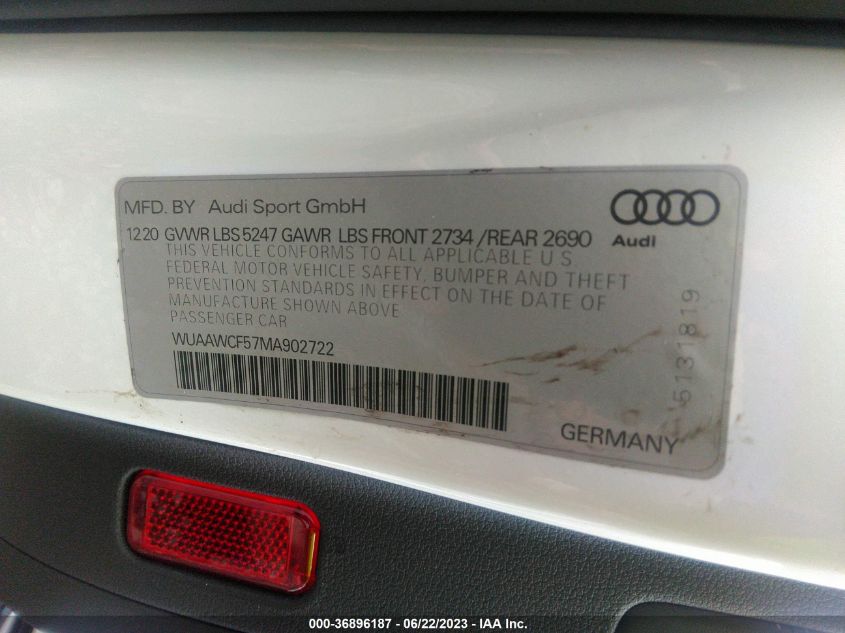 MFD. BY Audi Sport GmbH
Audi
1220 GVWR LBS 5247 GAWR LBS FRONT 2734 /REAR 2690
THIS VEHICLE CONFORMS TO ALL APPLICABLE U S
FEDERAL MOTOR VEHICLE SAFETY, BUMPER AND THEFT
PREVENTION STANDARDS IN EFFECT ON THE DATE OF
MANUFACTURE SHOWN ABOVE
PASSENGER CAR
WUAAWCF57MA902722
5131819
GERMANY
000-36896187 - 06/22/2023 - IAA Inc.